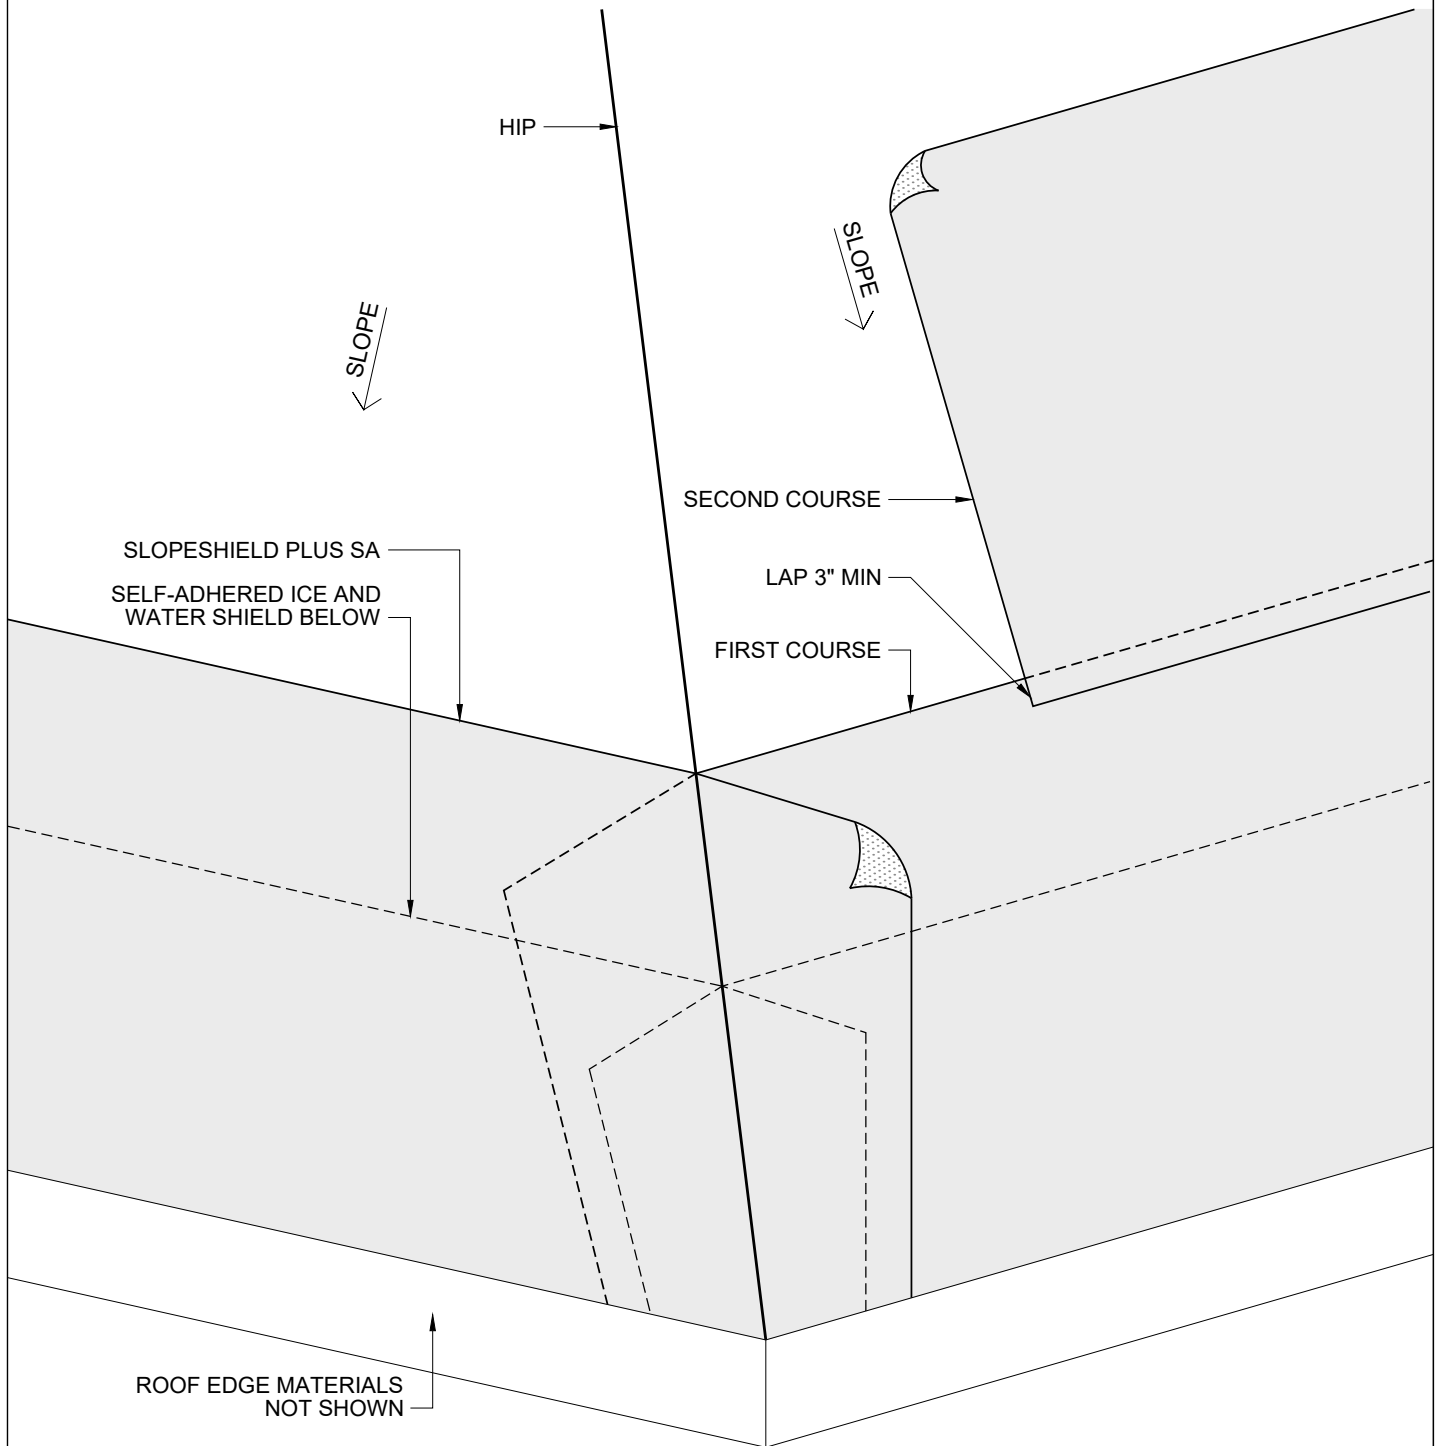 HIP
SLOPE
SLOPE
SECOND COURSE
SLOPESHIELD PLUS SA
LAP 3" MIN
SELF-ADHERED ICE AND
WATER SHIELD BELOW
FIRST COURSE
ROOF EDGE MATERIALS
NOT SHOWN